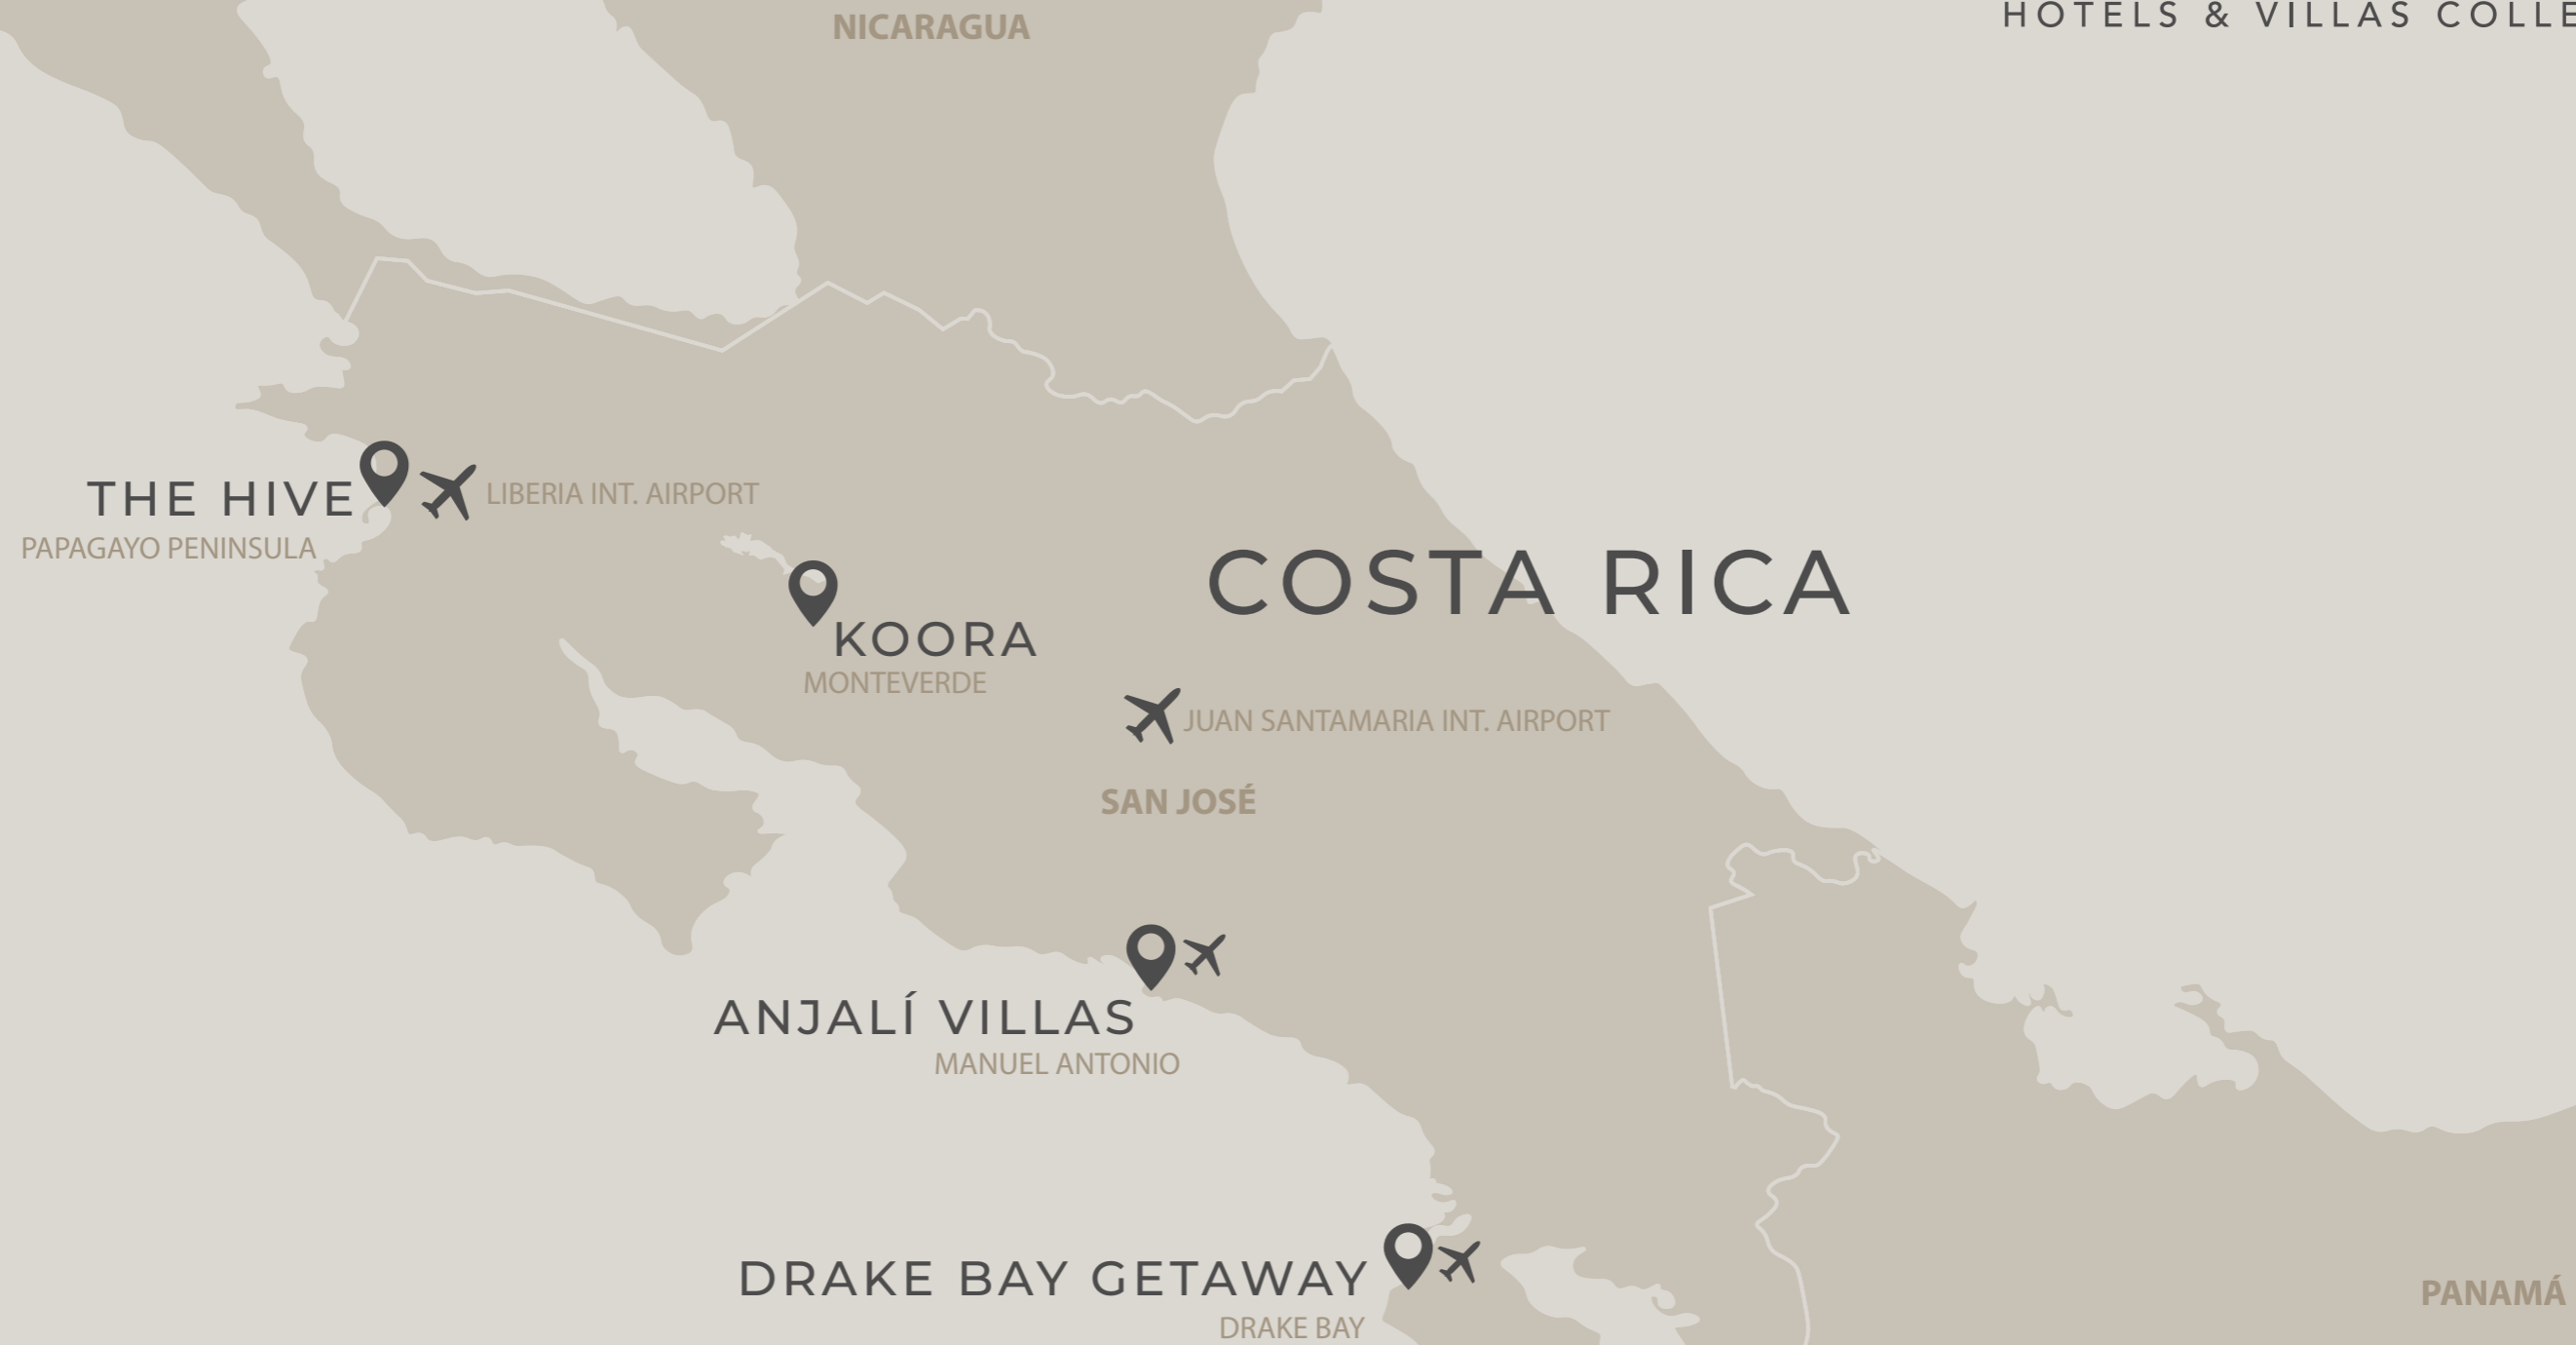 HOTELS & VILLAS COLLE
NICARAGUA
THE HIVE
LIBERIA INT. AIRPORT
PAPAGAYO PENINSULA
COSTA RICA
KOORA
MONTEVERDE
JUAN SANTAMARIA INT. AIRPORT
SAN JOSÉ
ANJALÍ VILLAS
MANUEL ANTONIO
DRAKE BAY GETAWAY
DRAKE BAY
PANAMÁ